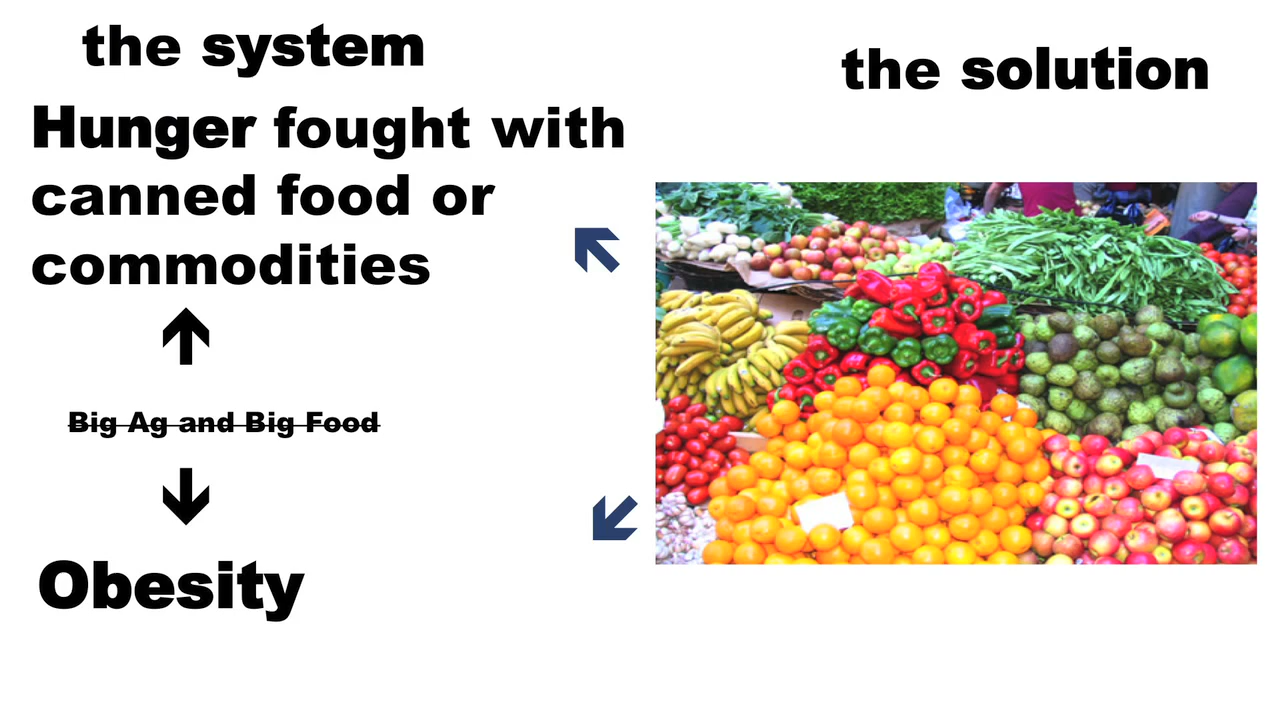 the system
Hunger fought with
canned food or
commodities
Big Ag and Big Food
Obesity
the solution